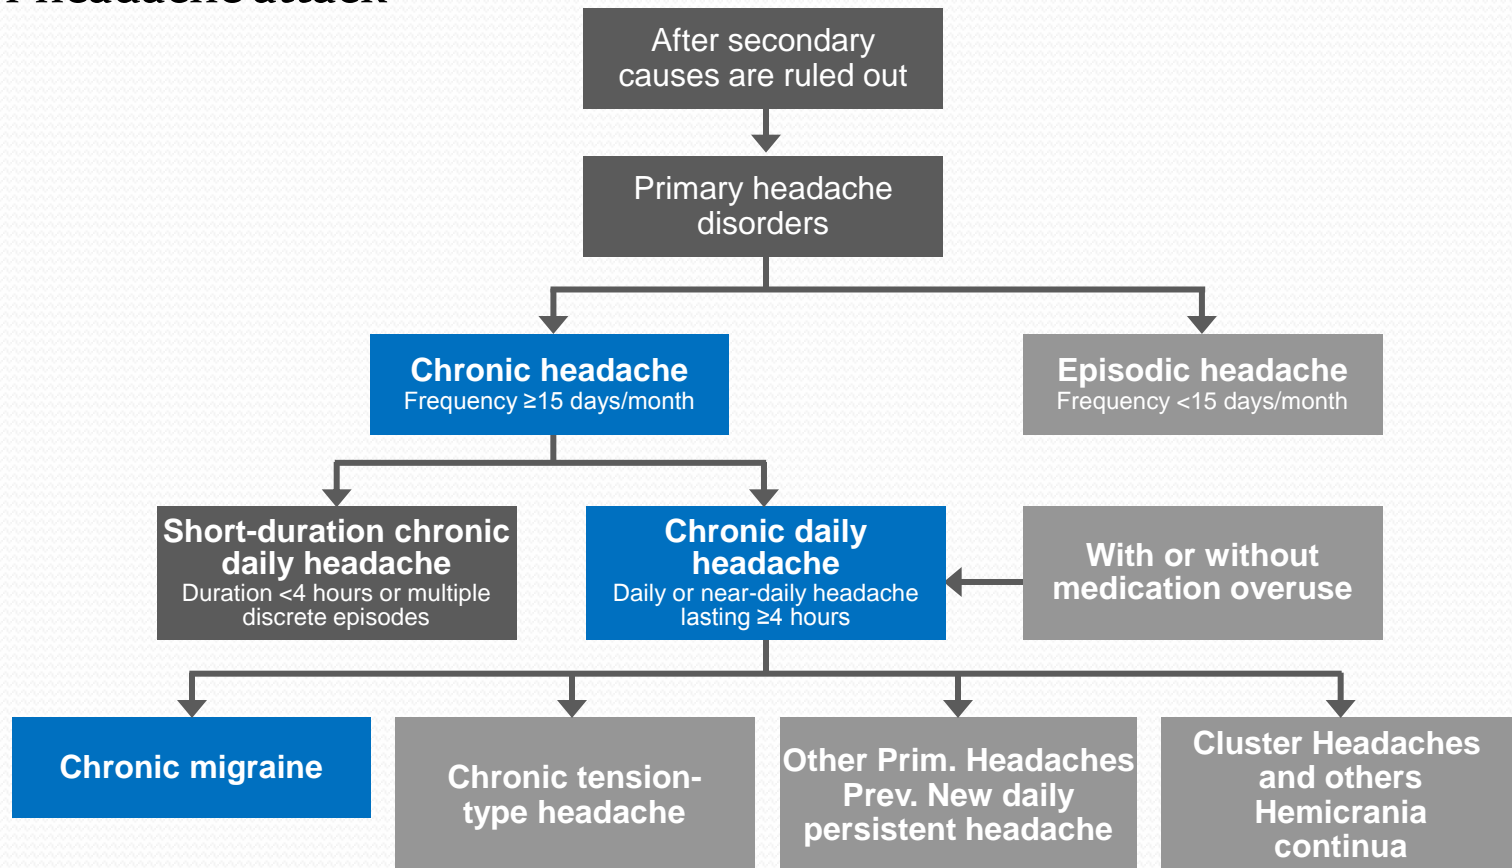 headache attack
After secondary
causes are ruled out
Primary headache
disorders
Chronic headache
Frequency ≥15 days/month
Episodic headache
Frequency <15 days/month
Short-duration chronic
daily headache
Duration <4 hours or multiple
discrete episodes
Chronic daily
headache
Daily or near-daily headache
lasting ≥4 hours
With or without
medication overuse
Chronic migraine
Chronic tension-
type headache
Other Prim. Headaches
Prev. New daily
persistent headache
Cluster Headaches
and others
Hemicrania
continua